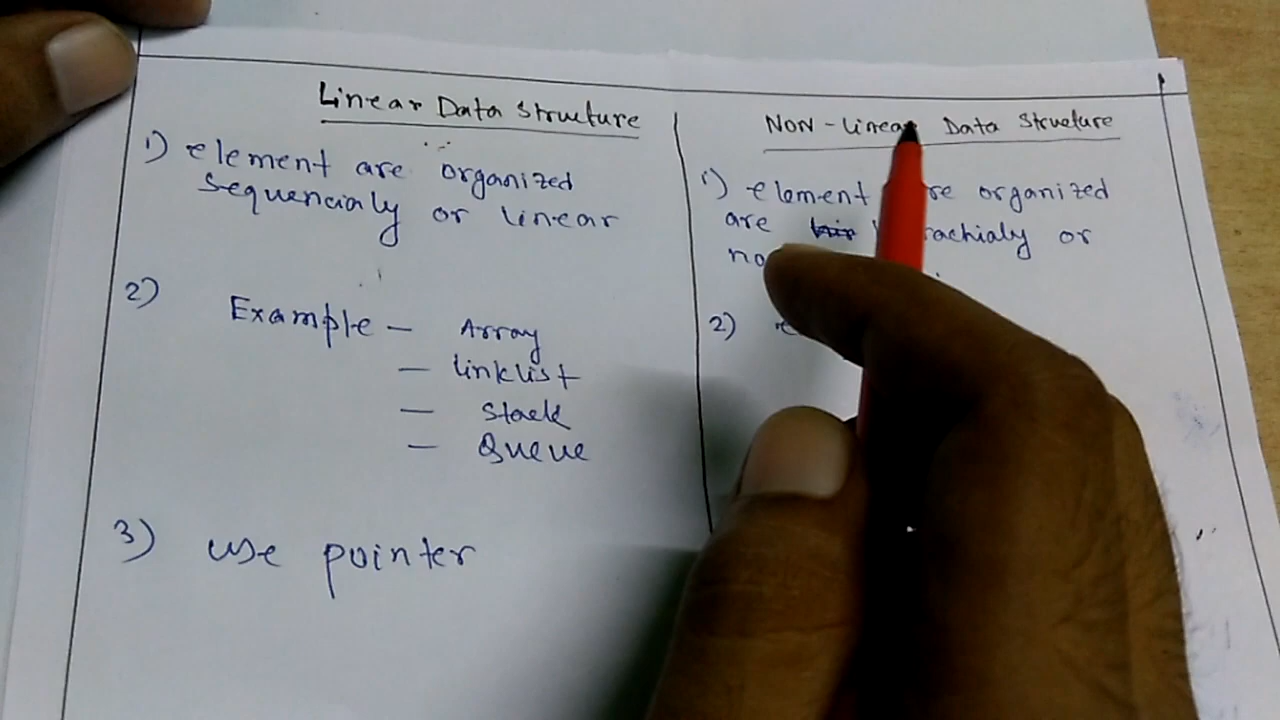 Linear Data Structure
1) element are organized
sequencialy or linear
2) Example - Array
- linklist
- Stack
- Queue
3) use pointer
NON-Linear Data Structure
1) element organized
are or
2)